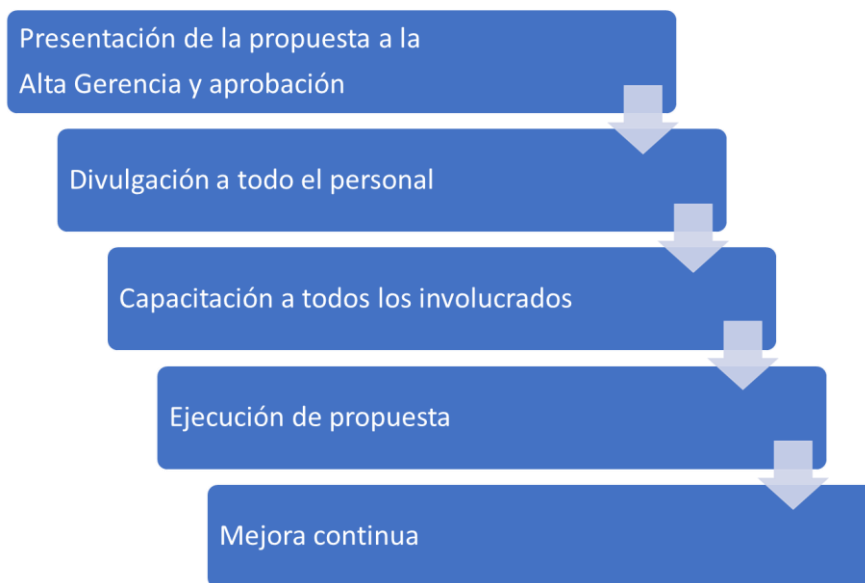 Presentación de la propuesta a la
Alta Gerencia y aprobación
Divulgación a todo el personal
Capacitación a todos los involucrados
Ejecución de propuesta
Mejora continua